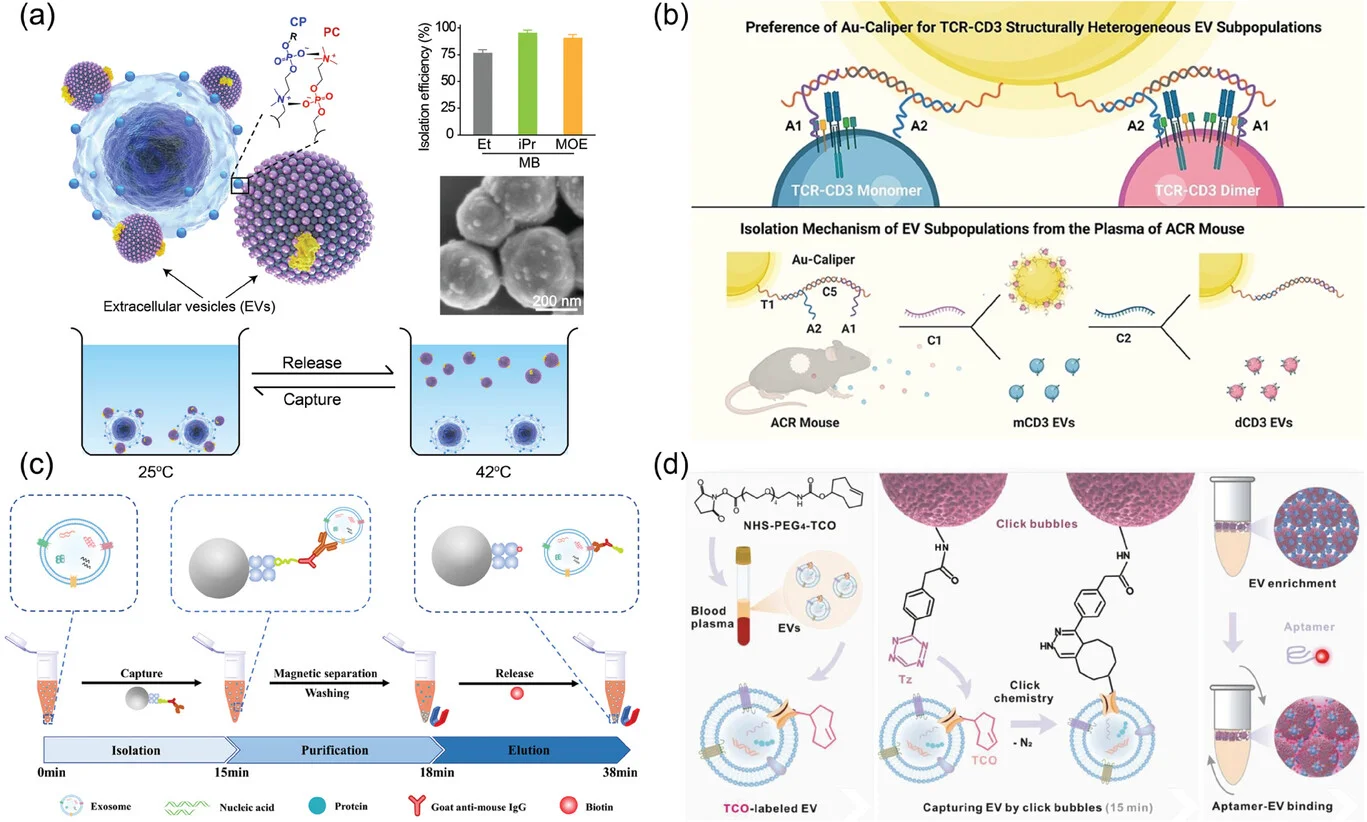 (a)
CP
PC
R
O
O
P
O⁻
O
N⁺
N⁺
O⁻
O
P
O
O
Isolation efficiency (%)
100
75
50
25
0
Et
iPr
MOE
MB
200 nm
Extracellular vesicles (EVs)
Release
Capture
25°C
42°C
(b)
Preference of Au-Caliper for TCR-CD3 Structurally Heterogeneous EV Subpopulations
A1
A2
A2
A1
TCR-CD3 Monomer
TCR-CD3 Dimer
Isolation Mechanism of EV Subpopulations from the Plasma of ACR Mouse
Au-Caliper
T1
C5
A2
A1
C1
C2
ACR Mouse
mCD3 EVs
dCD3 EVs
(c)
Capture
Magnetic separation
Washing
Release
Isolation
Purification
Elution
0min
15min
18min
38min
Exosome
Nucleic acid
Protein
Goat anti-mouse IgG
Biotin
(d)
NHS-PEG₄-TCO
Blood
plasma
EVs
TCO-labeled EV
Click bubbles
HN
O
N
N
N
N
Tz
TCO
Click
chemistry
- N₂
HN
O
N
HN
Capturing EV by click bubbles (15 min)
EV enrichment
Aptamer
Aptamer-EV binding